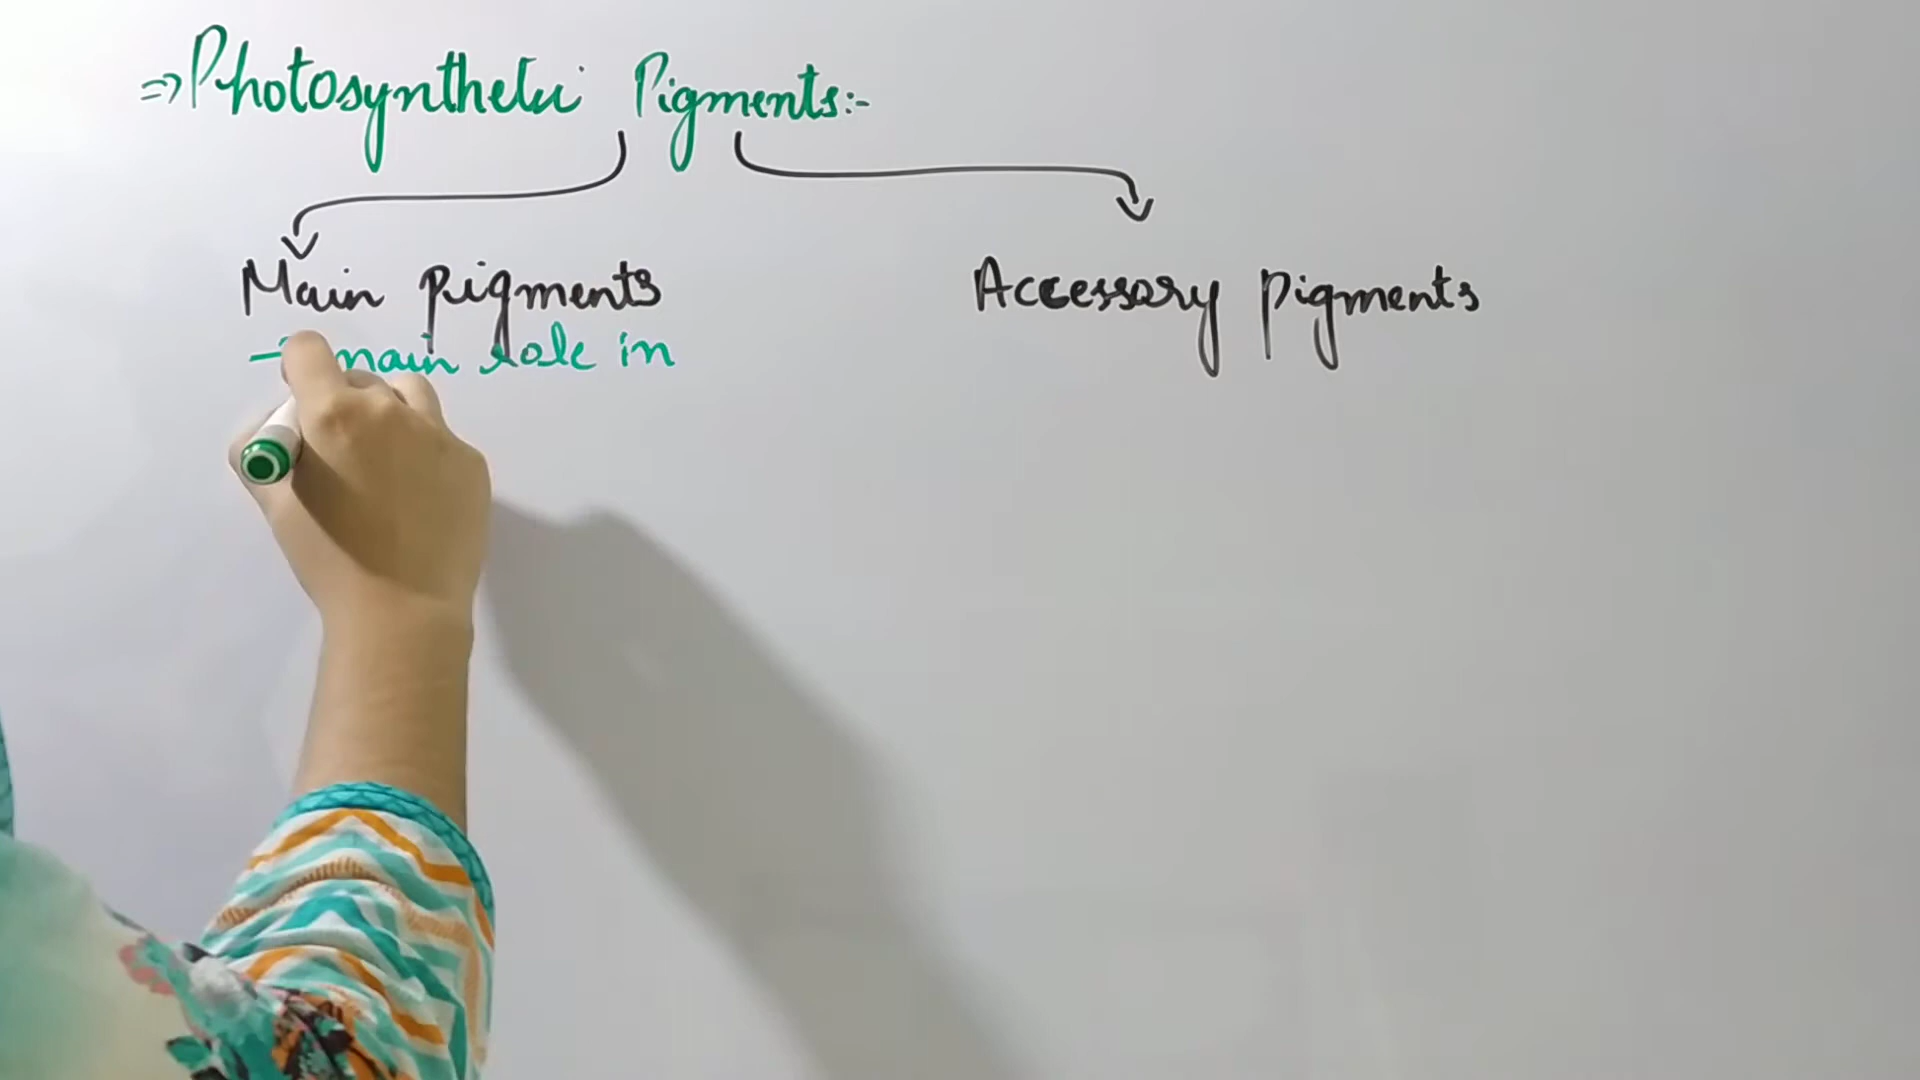 => Photosynthetic Pigments:-
Main pigments
Accessory pigments
→ main role in